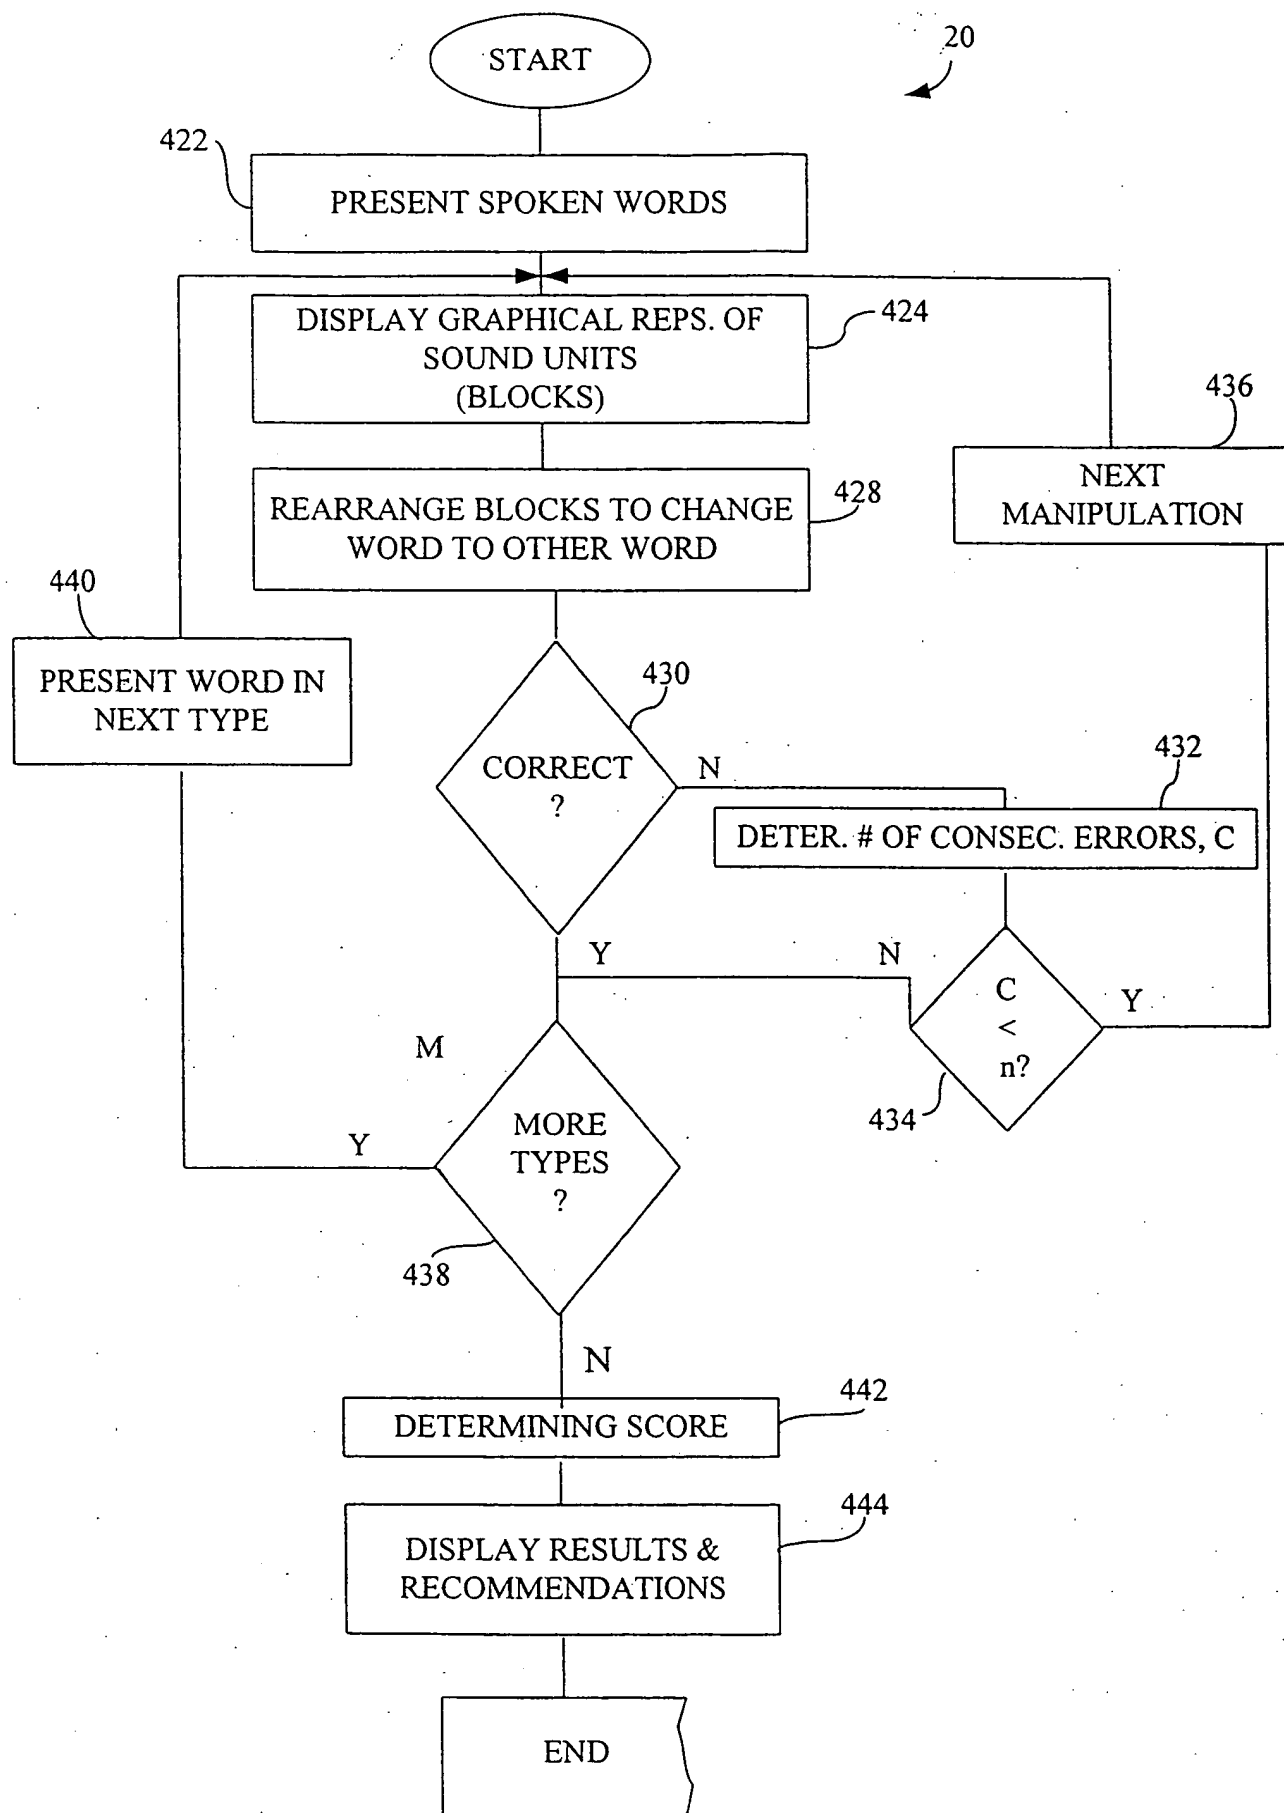 START
20
422
PRESENT SPOKEN WORDS
DISPLAY GRAPHICAL REPS. OF
SOUND UNITS
(BLOCKS)
424
436
NEXT
MANIPULATION
REARRANGE BLOCKS TO CHANGE
WORD TO OTHER WORD
428
440
PRESENT WORD IN
NEXT TYPE
430
CORRECT
?
N
432
DETER. # OF CONSEC. ERRORS, C
Y
N
C
<
n?
Y
434
M
Y
MORE
TYPES
?
438
N
442
DETERMINING SCORE
444
DISPLAY RESULTS &
RECOMMENDATIONS
END